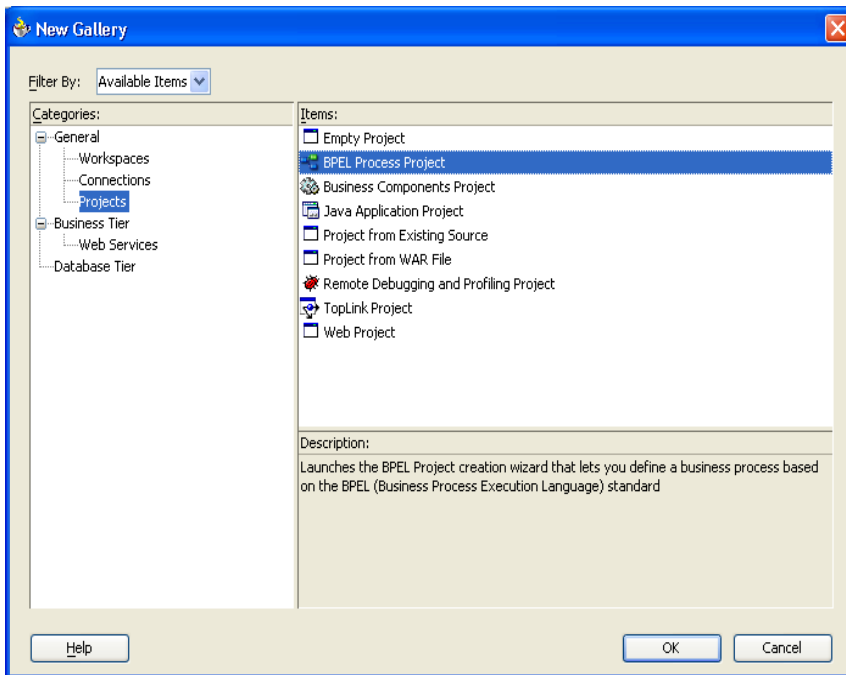 New Gallery
Filter By: Available Items
Categories:
General
Workspaces
Connections
Projects
Business Tier
Web Services
Database Tier
Items:
Empty Project
BPEL Process Project
Business Components Project
Java Application Project
Project from Existing Source
Project from WAR File
Remote Debugging and Profiling Project
TopLink Project
Web Project
Description:
Launches the BPEL Project creation wizard that lets you define a business process based
on the BPEL (Business Process Execution Language) standard
Help OK Cancel